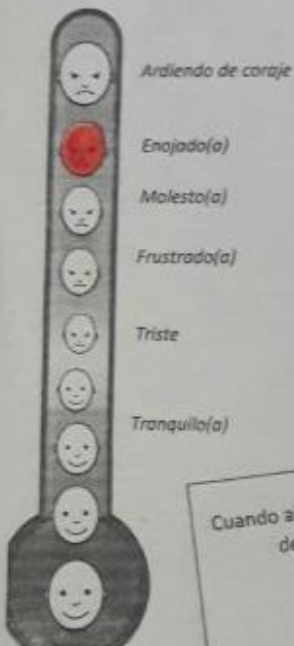 Ardiendo de coraje
Enojado(a)
Molesto(a)
Frustrado(a)
Triste
Tranquilo(a)
Cuando a
de